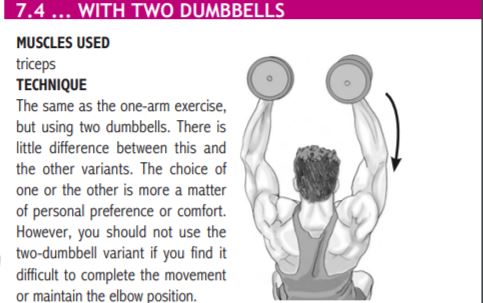 7.4 ... WITH TWO DUMBBELLS
MUSCLES USED
triceps
TECHNIQUE
The same as the one-arm exercise,
but using two dumbbells. There is
little difference between this and
the other variants. The choice of
one or the other is more a matter
of personal preference or comfort.
However, you should not use the
two-dumbbell variant if you find it
difficult to complete the movement
or maintain the elbow position.